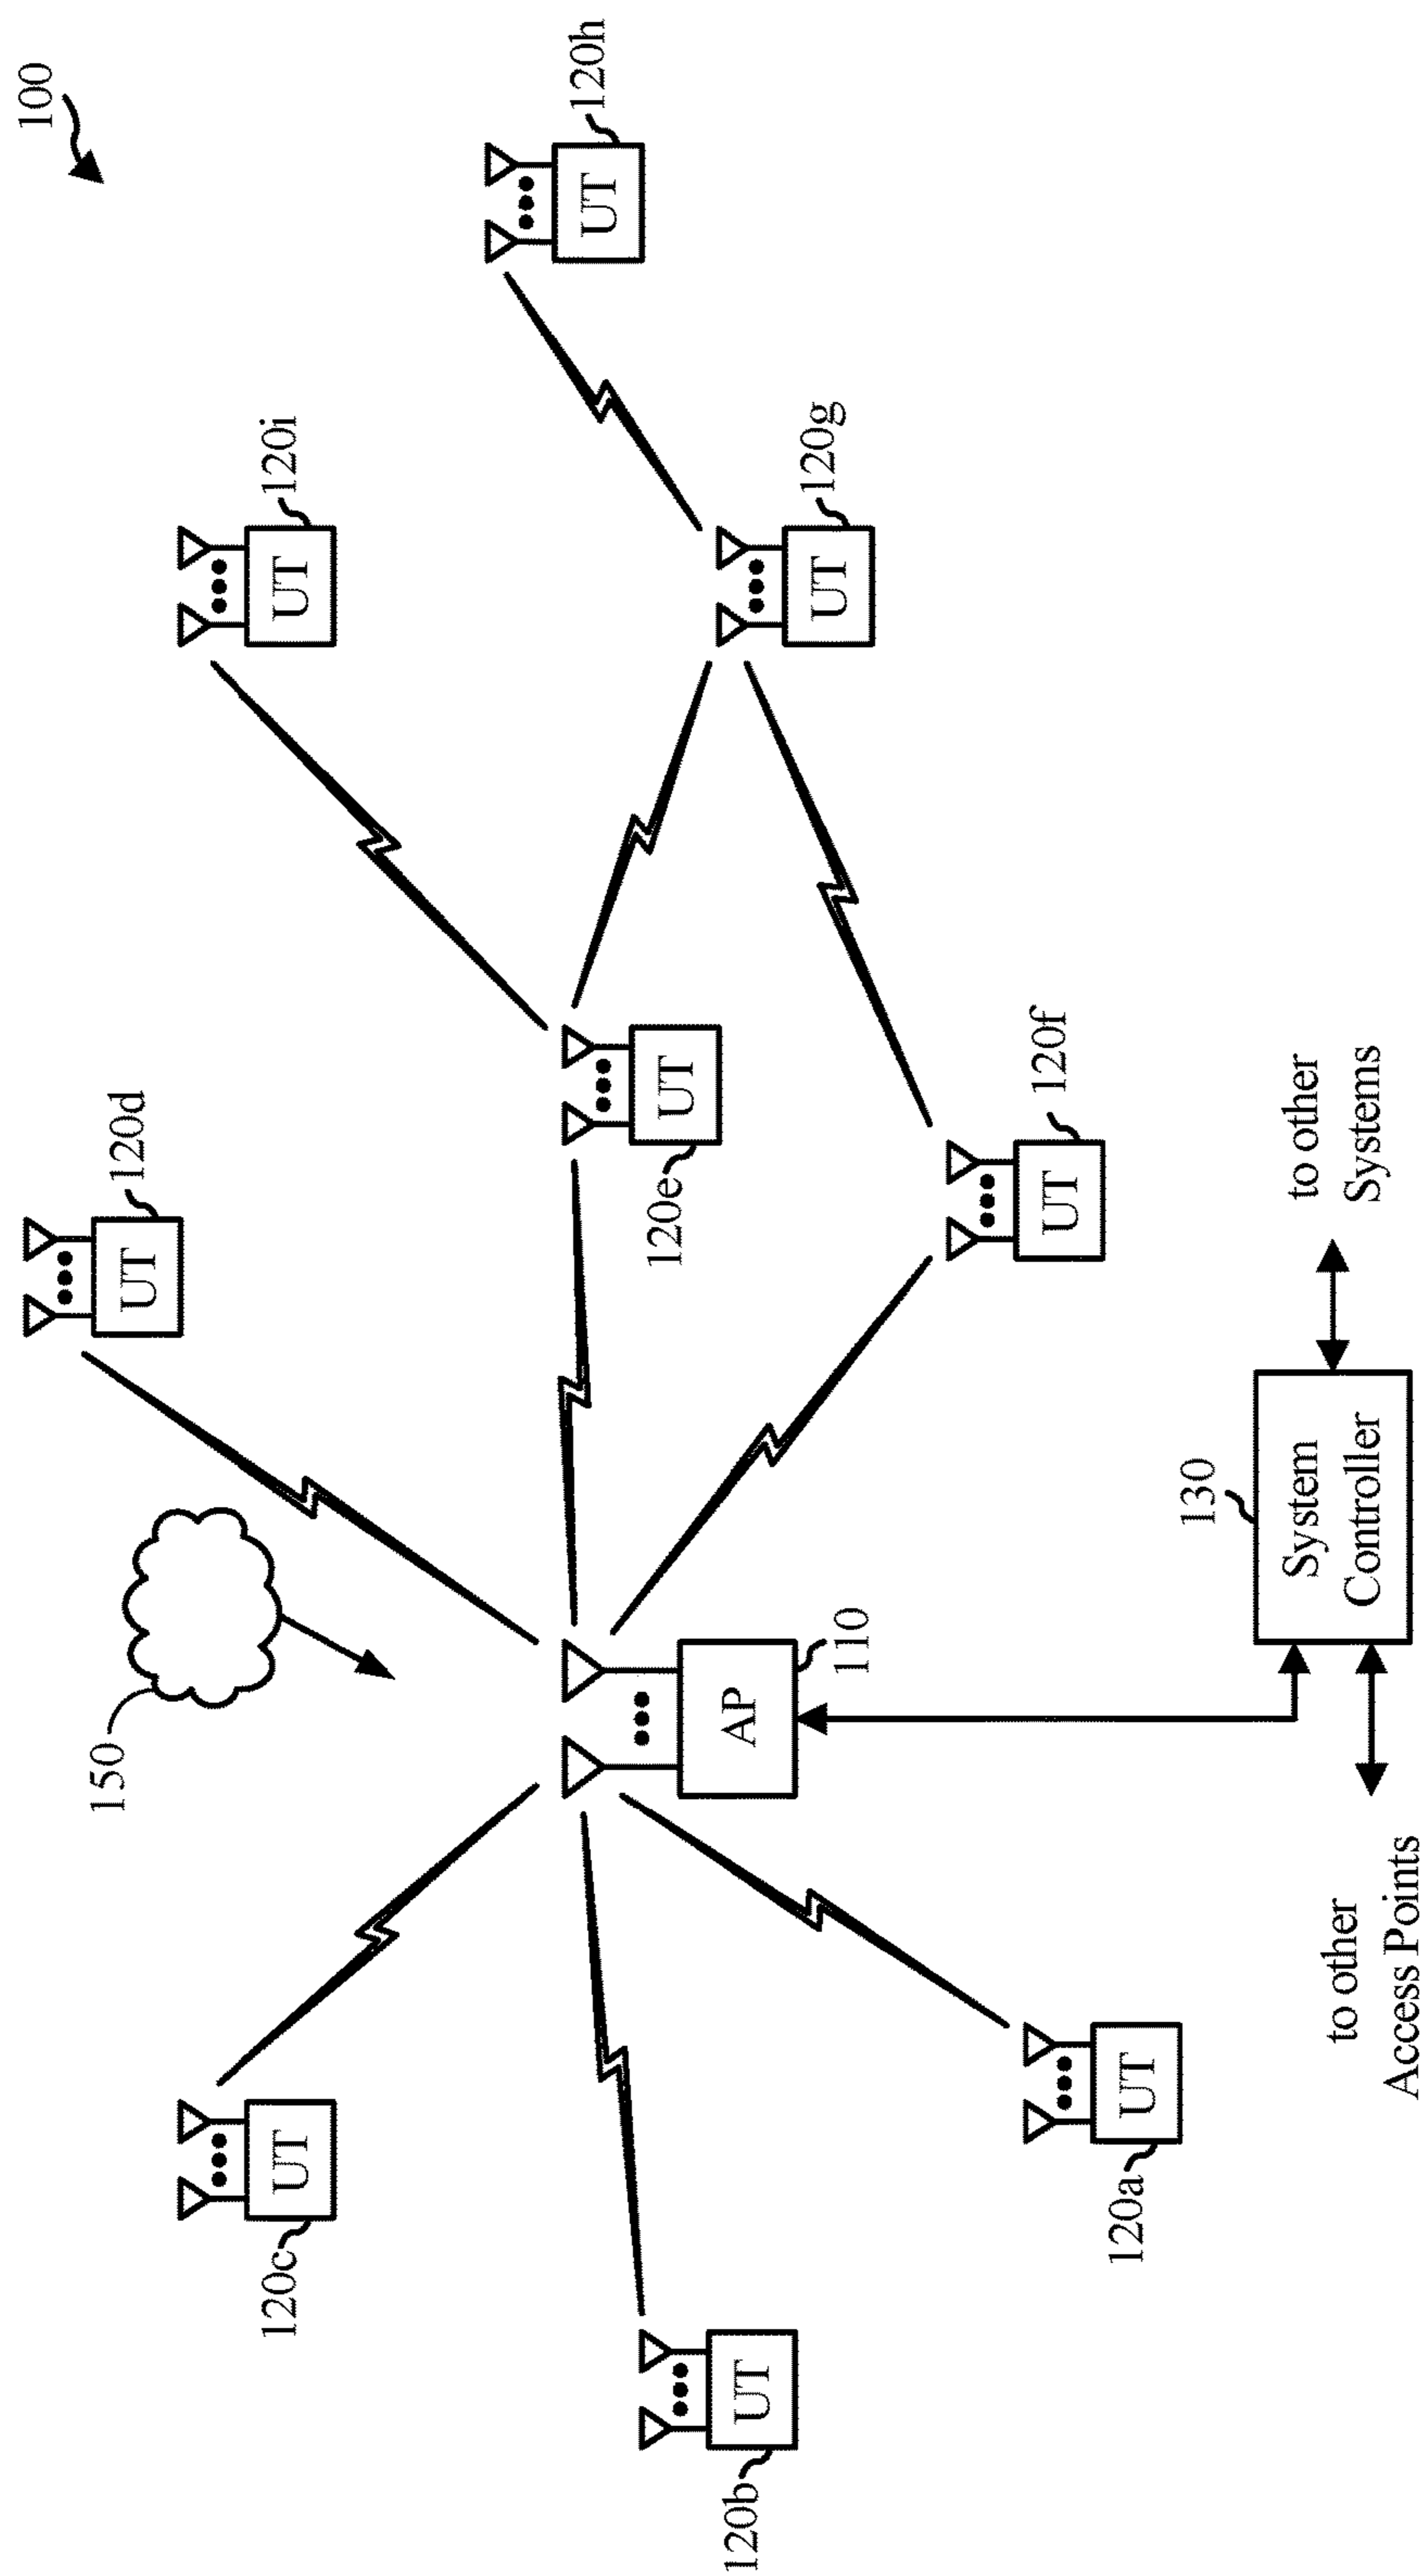 100
120d
UT
120i
UT
120h
UT
150
120c
UT
120e
UT
120g
UT
AP
110
120b
UT
120f
UT
120a
UT
130
System
Controller
to other
Systems
to other
Access Points